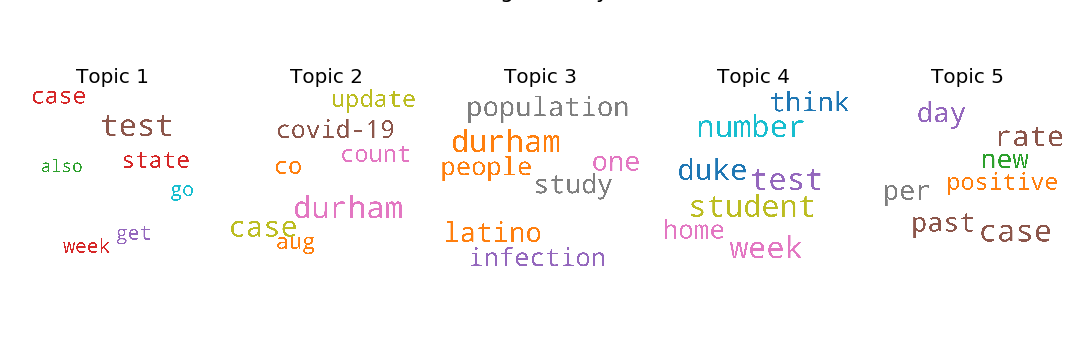 Topic 1
case
test
also
state
go
get
week
Topic 2
update
covid-19
count
co
durham
case
aug
Topic 3
population
durham
people
one
study
latino
infection
Topic 4
think
number
duke
test
student
home
week
Topic 5
day
rate
new
positive
per
past
case